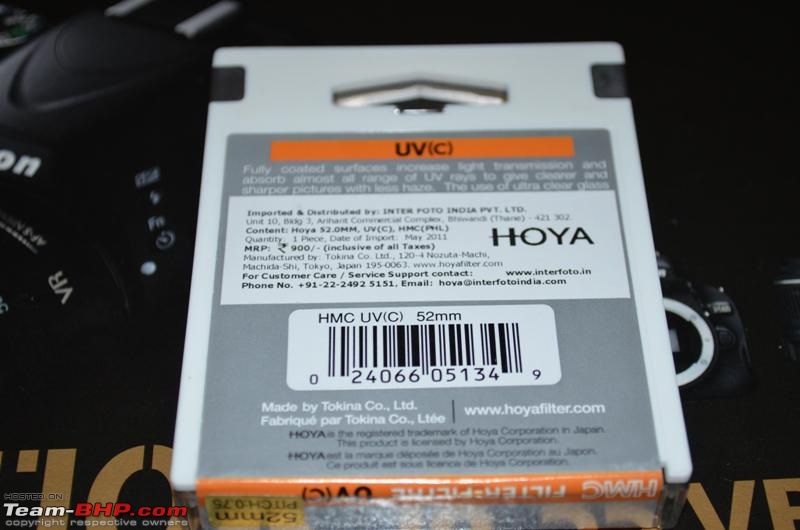 UV(C)
Fully coated surfaces increase light transmission and
absorb almost all range of UV rays to give clearer and
sharper pictures with less haze. The use of ultra clear glass
Imported & Distributed by: INTER FOTO INDIA PVT. LTD.
Unit 10, Bldg 3, Arihant Commercial Complex, Bhiwandi (Thane) - 421 302.
Content: Hoya 52.0MM, UV(C), HMC(PHL)
Quantity: 1 Piece, Date of Import: May 2011
MRP: ₹ 900/- (inclusive of all Taxes)
HOYA
Manufactured by: Tokina Co. Ltd., 120-4 Nozuta-Machi,
Machida-Shi, Tokyo, Japan 195-0063. www.hoyafilter.com
For Customer Care / Service Support contact: www.interfoto.in
Phone No. +91-22-2492 5151, Email: hoya@interfotoindia.com
HMC UV(C) 52mm
0 24066 05134 9
Made by Tokina Co., Ltd.
Fabriqué par Tokina Co., Ltée
www.hoyafilter.com
HOYA is the registered trademark of Hoya Corporation in Japan.
This product is licensed by Hoya Corporation.
HOYA est la marque déposée de Hoya Corporation au Japon.
Ce produit est sous licence de Hoya Corporation.
HMC FILTER-FILTRE UV(C)
52mm
PITCH:0.75
on
Fn
VR
HOSTED ON
Team-BHP.com
copyright respective owners